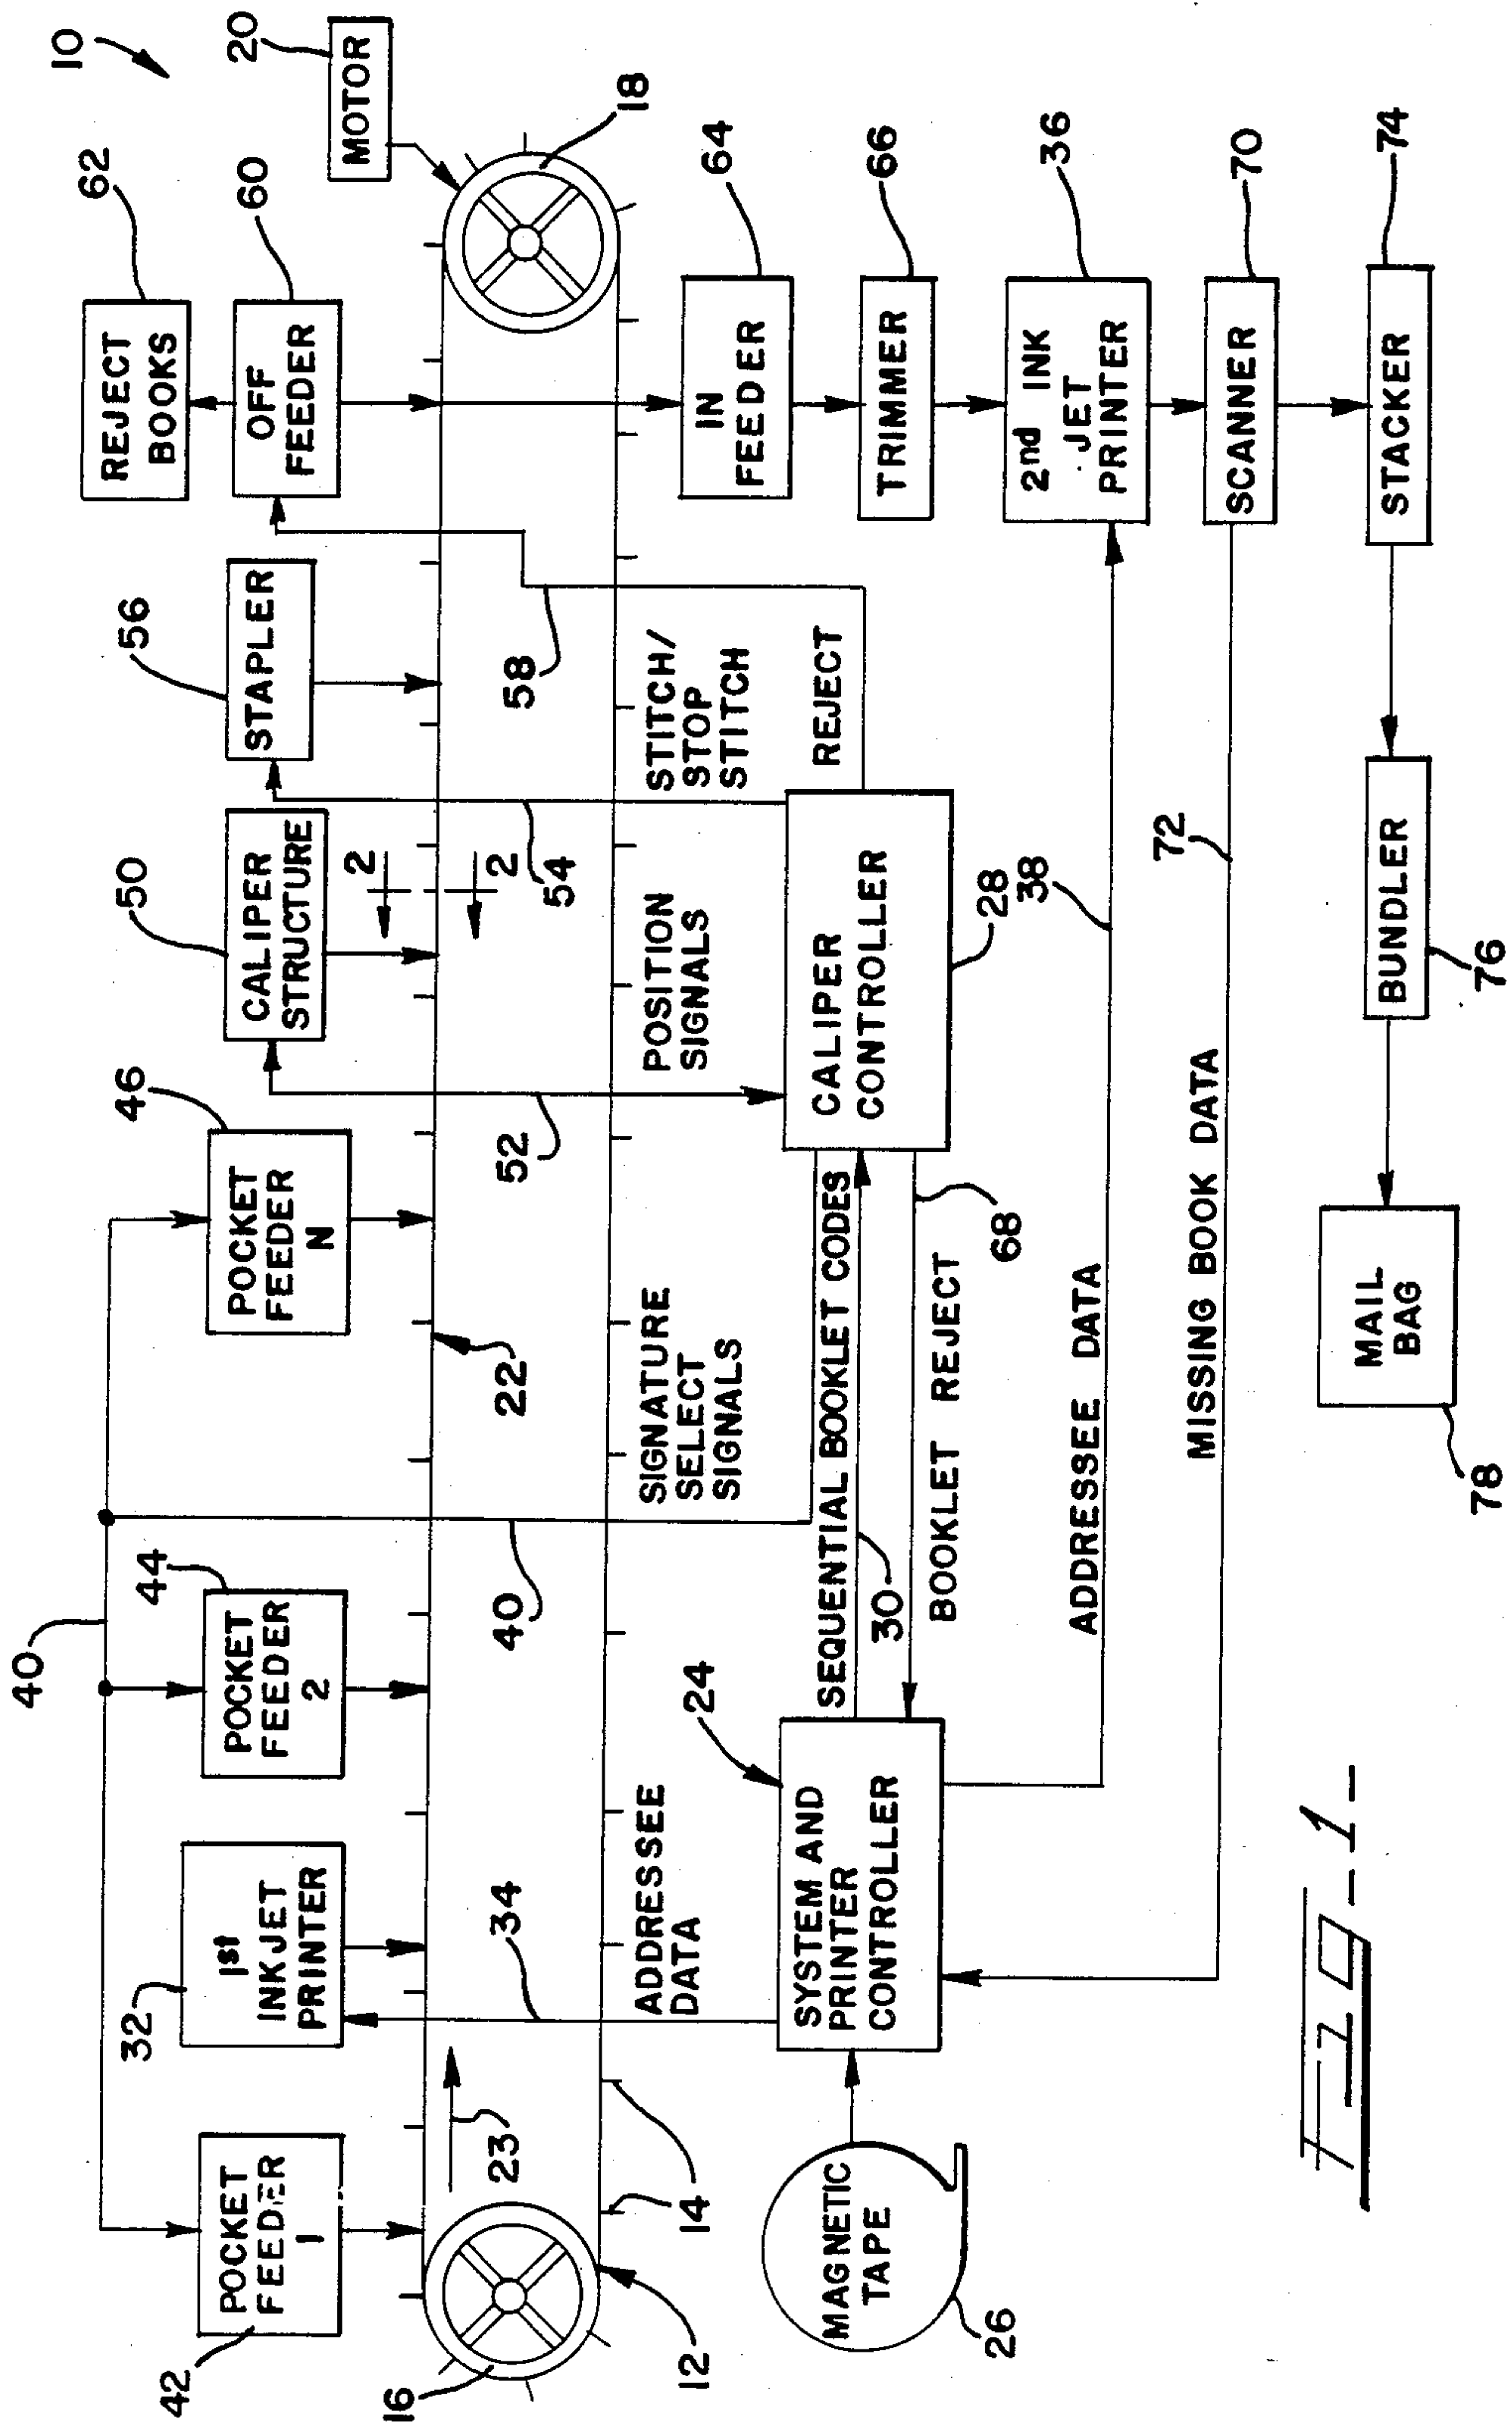 10
20
MOTOR
18
62
REJECT
BOOKS
60
OFF
FEEDER
56
STAPLER
50
CALIPER
STRUCTURE
2
2
46
POCKET
FEEDER
N
40
44
POCKET
FEEDER
2
32
1st
INKJET
PRINTER
42
POCKET
FEEDER
1
16
12
14
23
34
ADDRESSEE
DATA
40
SIGNATURE
SELECT
SIGNALS
22
52
POSITION
SIGNALS
54
STITCH/
STOP
STITCH
58
REJECT
64
IN
FEEDER
66
TRIMMER
36
2nd INK
JET
PRINTER
70
SCANNER
74
STACKER
MAGNETIC
TAPE
26
24
SYSTEM AND
PRINTER
CONTROLLER
SEQUENTIAL BOOKLET CODES
30
BOOKLET REJECT
68
CALIPER
CONTROLLER
28
38
ADDRESSEE DATA
72
MISSING BOOK DATA
BUNDLER
76
MAIL
BAG
78
FIG-1-